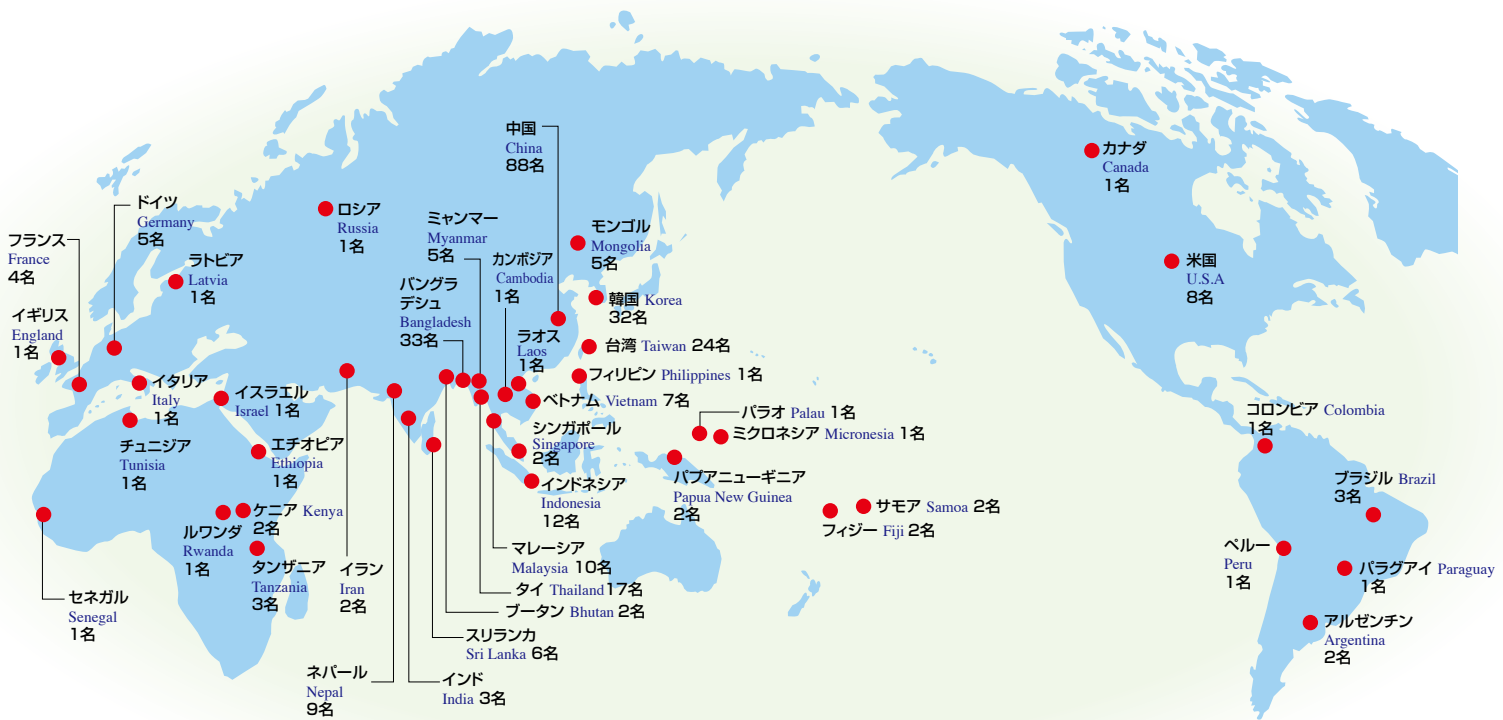 中国
China
88名
カナダ
Canada
1名
ドイツ
Germany
5名
ロシア
Russia
1名
ミャンマー
Myanmar
5名
モンゴル
Mongolia
5名
フランス
France
4名
ラトビア
Latvia
1名
カンボジア
Cambodia
1名
米国
U.S.A
8名
バングラ
デシュ
Bangladesh
33名
韓国 Korea
32名
イギリス
England
1名
ラオス
Laos
1名
台湾 Taiwan 24名
フィリピン Philippines 1名
イタリア
Italy
1名
イスラエル
Israel 1名
ベトナム Vietnam 7名
パラオ Palau 1名
ミクロネシア Micronesia 1名
コロンビア Colombia
1名
シンガポール
Singapore
2名
チュニジア
Tunisia
1名
エチオピア
Ethiopia
1名
インドネシア
Indonesia
12名
パプアニューギニア
Papua New Guinea
2名
ブラジル Brazil
3名
サモア Samoa 2名
フィジー Fiji 2名
ケニア Kenya
2名
ルワンダ
Rwanda
1名
タンザニア
Tanzania
3名
イラン
Iran
2名
マレーシア
Malaysia 10名
タイ Thailand 17名
ブータン Bhutan 2名
ペルー
Peru
1名
パラグアイ Paraguay
1名
セネガル
Senegal
1名
アルゼンチン
Argentina
2名
スリランカ
Sri Lanka 6名
ネパール
Nepal
9名
インド
India 3名